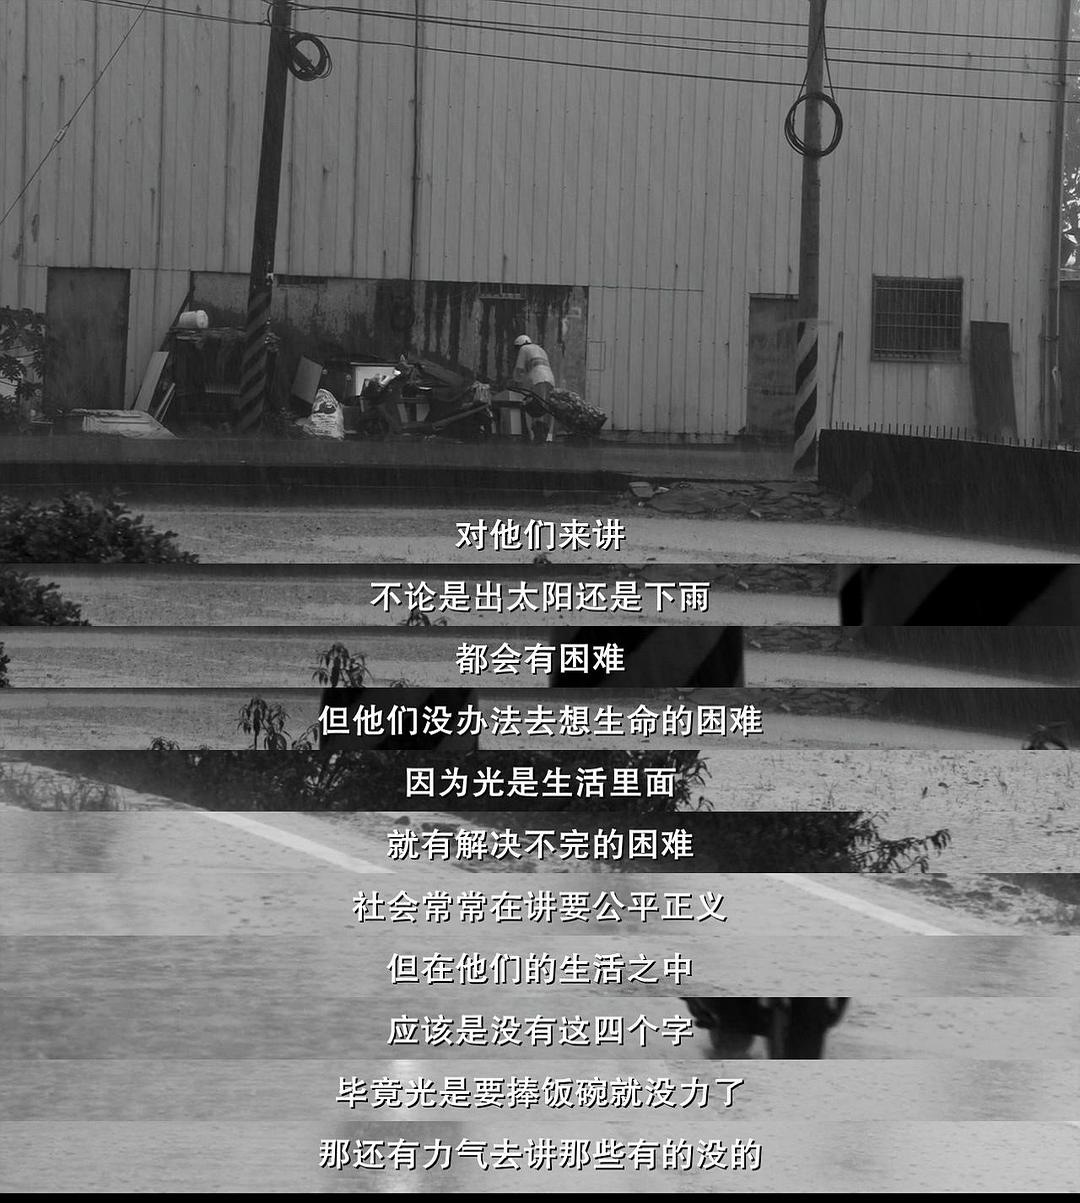 对他们来讲
不论是出太阳还是下雨
都会有困难
但他们没办法去想生命的困难
因为光是生活里面
就有解决不完的困难
社会常常在讲要公平正义
但在他们的生活之中
应该是没有这四个字
毕竟光是要捧饭碗就没力了
那还有力气去讲那些有的没的